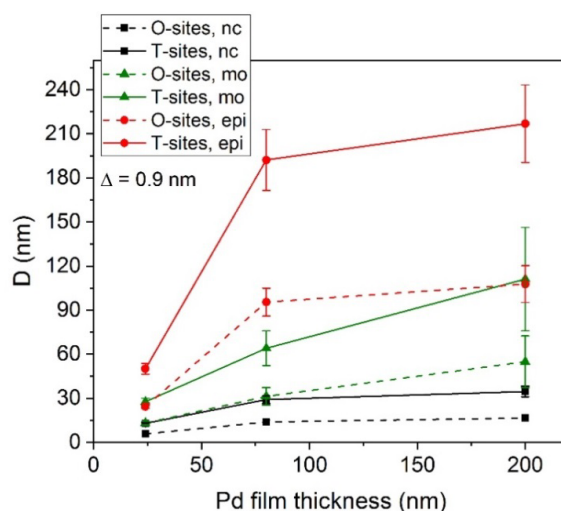 O-sites, nc
T-sites, nc
O-sites, mo
T-sites, mo
O-sites, epi
T-sites, epi
Δ = 0.9 nm
240
210
180
150
120
90
60
30
0
D (nm)
0 50 100 150 200
Pd film thickness (nm)